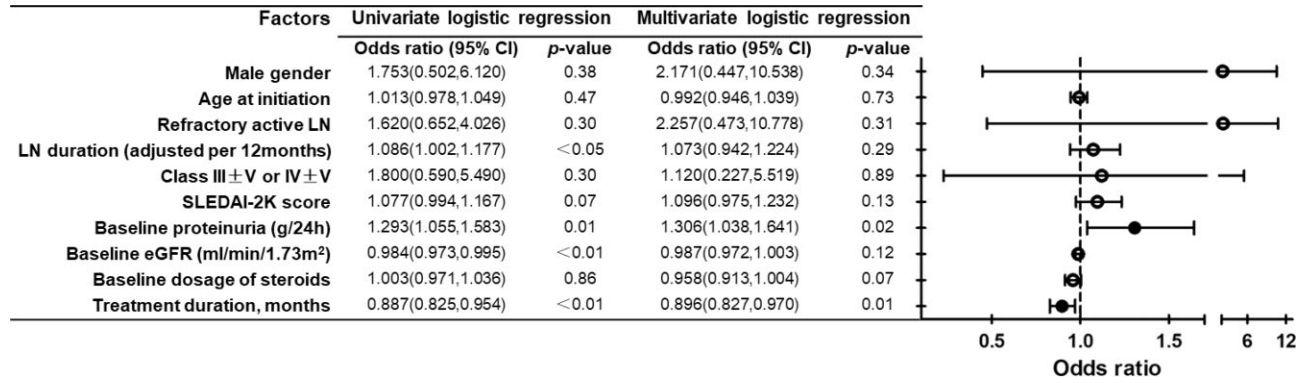 Factors Univariate logistic regression Multivariate logistic regression
Odds ratio (95% CI) p-value Odds ratio (95% CI) p-value
Male gender 1.753(0.502,6.120) 0.38 2.171(0.447,10.538) 0.34
Age at initiation 1.013(0.978,1.049) 0.47 0.992(0.946,1.039) 0.73
Refractory active LN 1.620(0.652,4.026) 0.30 2.257(0.473,10.778) 0.31
LN duration (adjusted per 12months) 1.086(1.002,1.177) <0.05 1.073(0.942,1.224) 0.29
Class III±V or IV±V 1.800(0.590,5.490) 0.30 1.120(0.227,5.519) 0.89
SLEDAI-2K score 1.077(0.994,1.167) 0.07 1.096(0.975,1.232) 0.13
Baseline proteinuria (g/24h) 1.293(1.055,1.583) 0.01 1.306(1.038,1.641) 0.02
Baseline eGFR (ml/min/1.73m²) 0.984(0.973,0.995) <0.01 0.987(0.972,1.003) 0.12
Baseline dosage of steroids 1.003(0.971,1.036) 0.86 0.958(0.913,1.004) 0.07
Treatment duration, months 0.887(0.825,0.954) <0.01 0.896(0.827,0.970) 0.01
0.5 1.0 1.5 6 12
Odds ratio